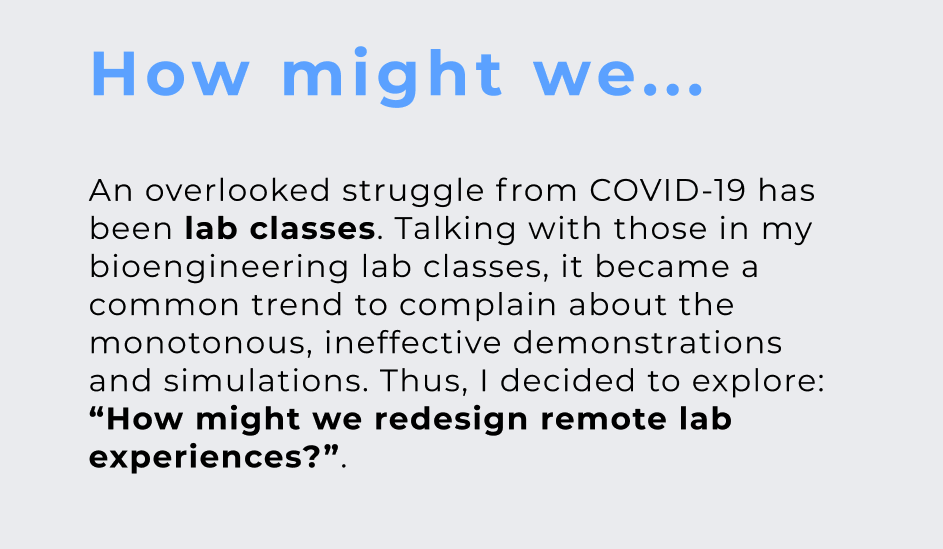 How might we...
An overlooked struggle from COVID-19 has
been lab classes. Talking with those in my
bioengineering lab classes, it became a
common trend to complain about the
monotonous, ineffective demonstrations
and simulations. Thus, I decided to explore:
“How might we redesign remote lab
experiences?”.